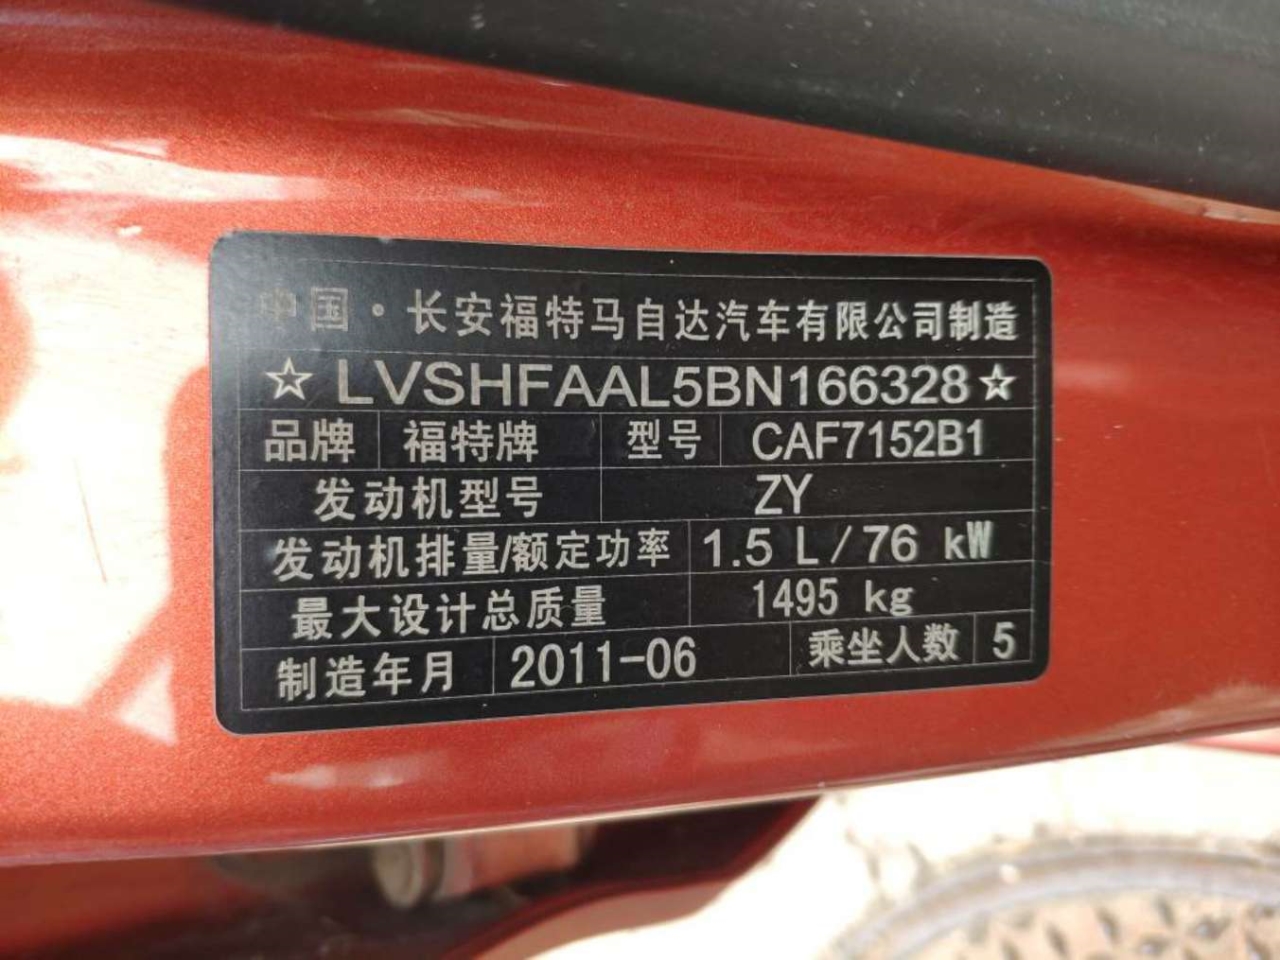 中国·长安福特马自达汽车有限公司制造
☆LVSHFAAL5BN166328☆
品牌 福特牌 型号 CAF7152B1
发动机型号 ZY
发动机排量/额定功率 1.5 L/76 kW
最大设计总质量 1495 kg
制造年月 2011-06 乘坐人数 5